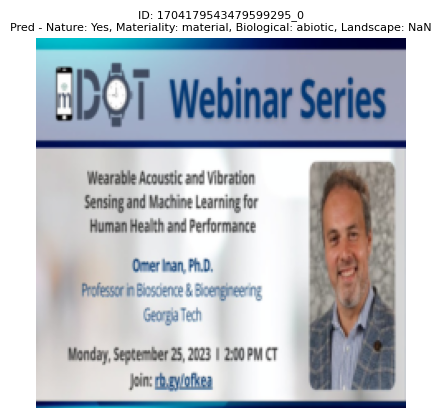 ID: 1704179543479599295_0
Pred - Nature: Yes, Materiality: material, Biological: abiotic, Landscape: NaN
mDOT Webinar Series
Wearable Acoustic and Vibration
Sensing and Machine Learning for
Human Health and Performance
Omer Inan, Ph.D.
Professor in Bioscience & Bioengineering
Georgia Tech
Monday, September 25, 2023 | 2:00 PM CT
Join: rb.gy/ofkea